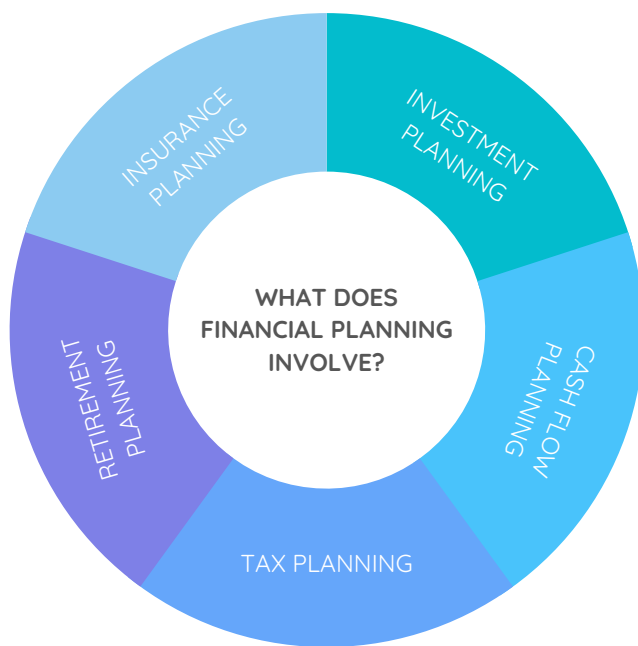 WHAT DOES
FINANCIAL PLANNING
INVOLVE?
INVESTMENT
PLANNING
CASH FLOW
PLANNING
TAX PLANNING
RETIREMENT
PLANNING
INSURANCE
PLANNING